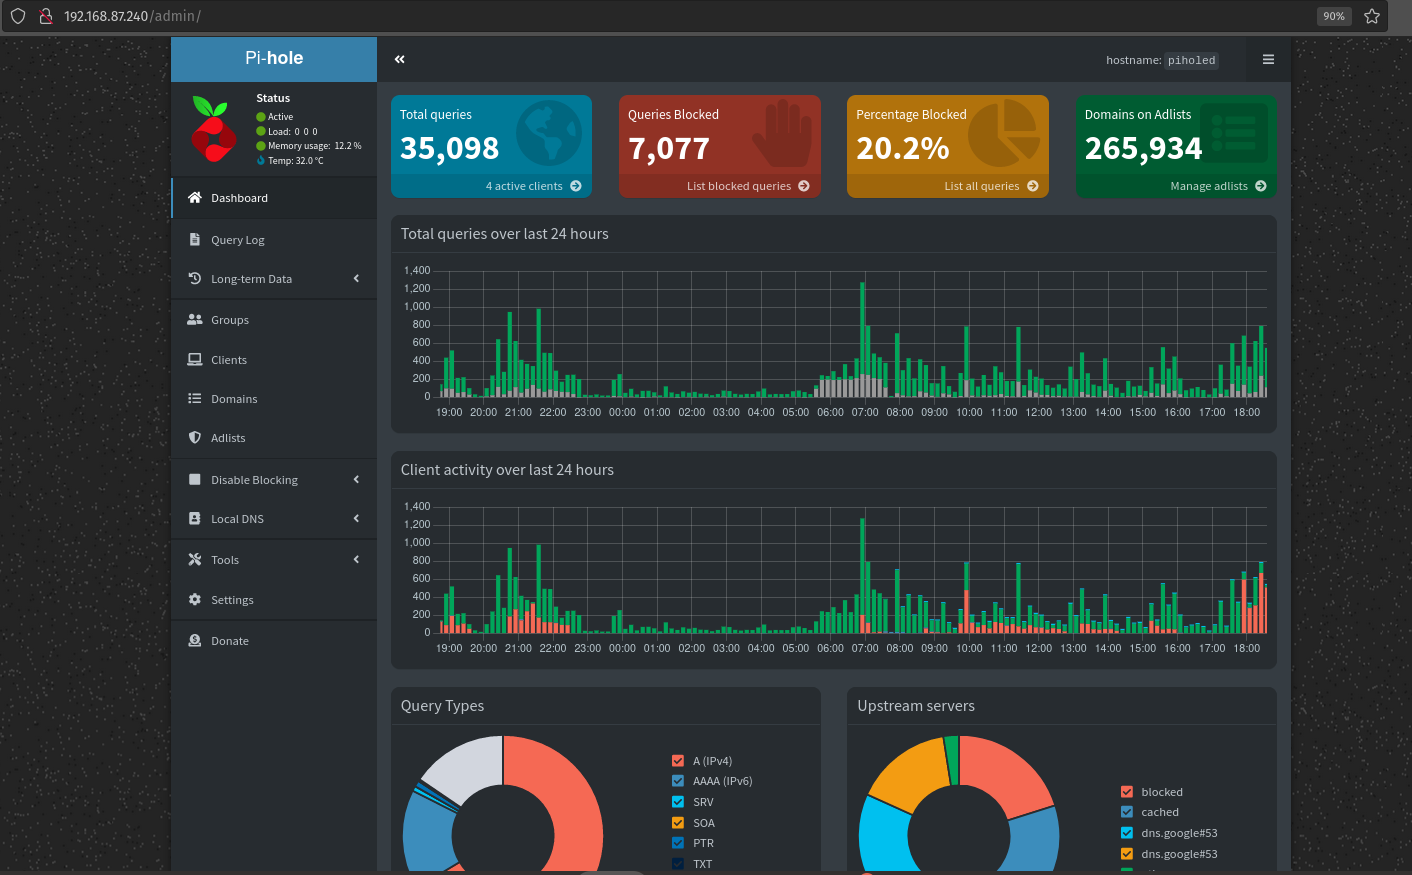 192.168.87.240/admin/
90%
Pi-hole
hostname: piholed
Status
Active
Load: 0 0 0
Memory usage: 12.2 %
Temp: 32.0 °C
Dashboard
Query Log
Long-term Data
Groups
Clients
Domains
Adlists
Disable Blocking
Local DNS
Tools
Settings
Donate
Total queries
35,098
4 active clients
Queries Blocked
7,077
List blocked queries
Percentage Blocked
20.2%
List all queries
Domains on Adlists
265,934
Manage adlists
Total queries over last 24 hours
1,400
1,200
1,000
800
600
400
200
0
19:00 20:00 21:00 22:00 23:00 00:00 01:00 02:00 03:00 04:00 05:00 06:00 07:00 08:00 09:00 10:00 11:00 12:00 13:00 14:00 15:00 16:00 17:00 18:00
Client activity over last 24 hours
1,400
1,200
1,000
800
600
400
200
0
19:00 20:00 21:00 22:00 23:00 00:00 01:00 02:00 03:00 04:00 05:00 06:00 07:00 08:00 09:00 10:00 11:00 12:00 13:00 14:00 15:00 16:00 17:00 18:00
Query Types
A (IPv4)
AAAA (IPv6)
SRV
SOA
PTR
TXT
Upstream servers
blocked
cached
dns.google#53
dns.google#53